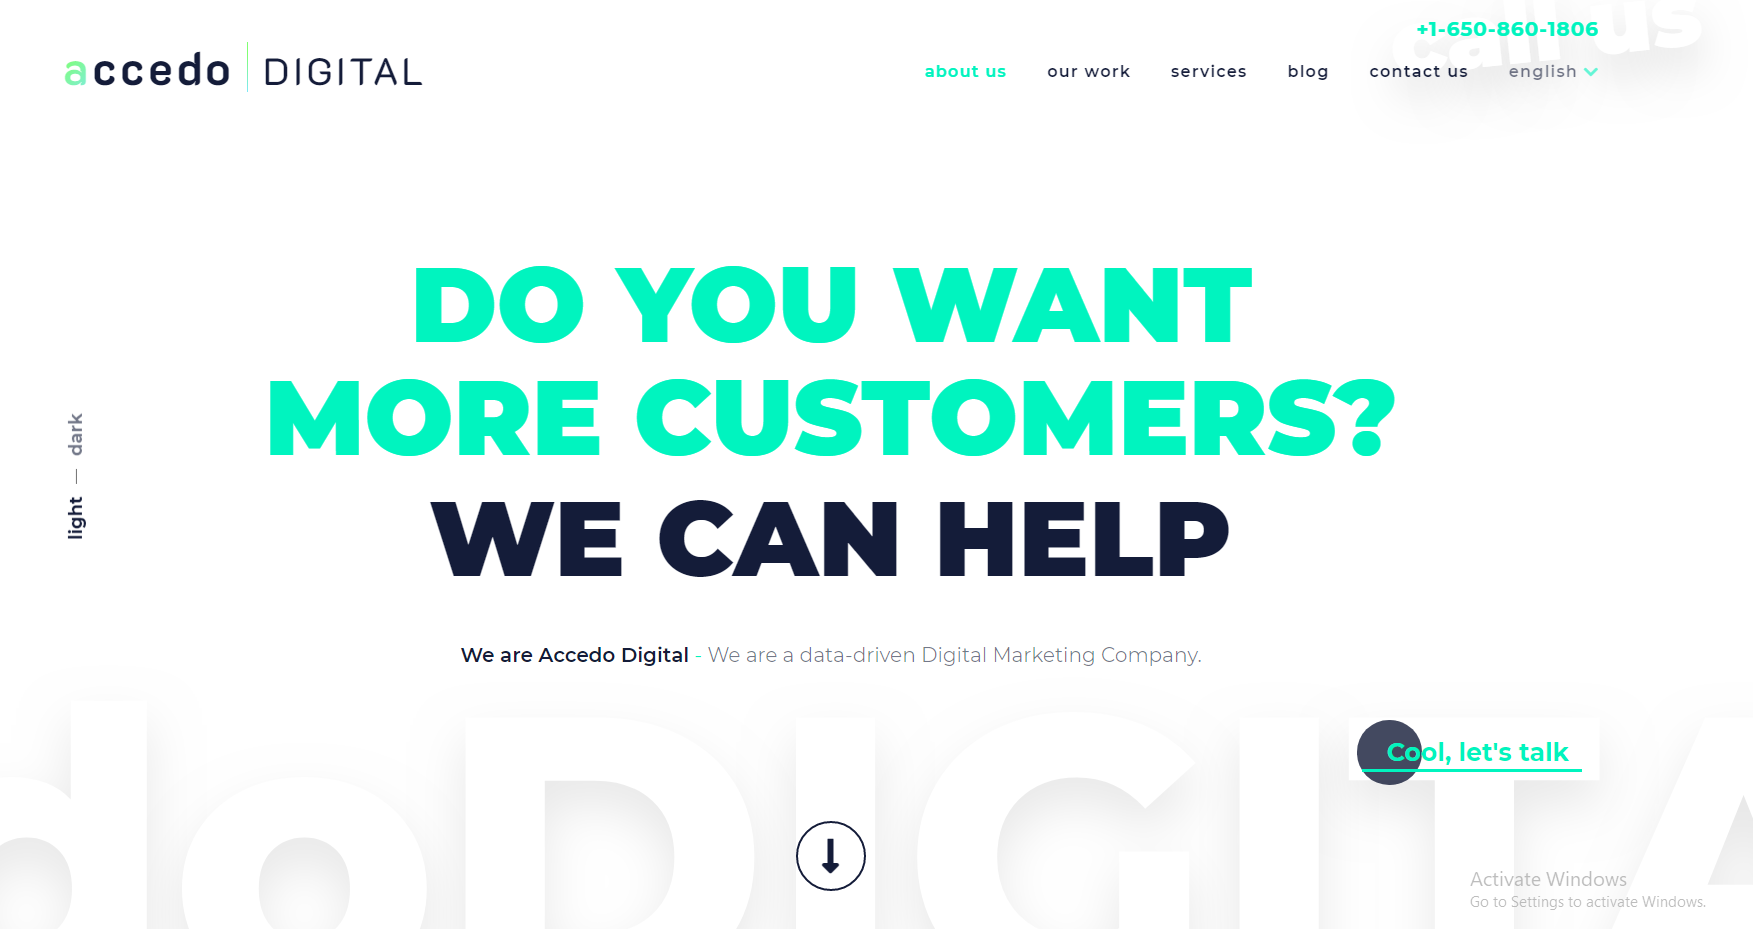 call us
+1-650-860-1806
accedo DIGITAL
about us our work services blog contact us english
DO YOU WANT
MORE CUSTOMERS?
WE CAN HELP
light — dark
We are Accedo Digital - We are a data-driven Digital Marketing Company.
doDIGITA
Cool, let's talk
Activate Windows
Go to Settings to activate Windows.